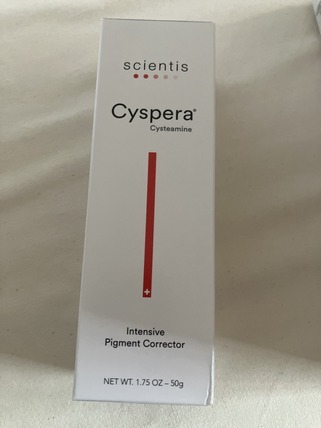 scientis
Cyspera®
Cysteamine
Intensive
Pigment Corrector
NET WT. 1.75 OZ – 50g